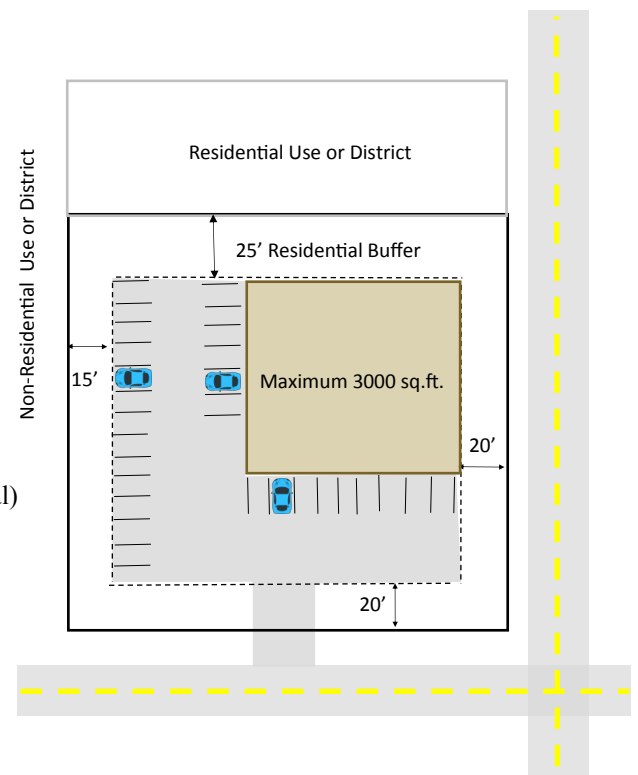 Residential Use or District
Non-Residential Use or District
25’ Residential Buffer
15’
Maximum 3000 sq.ft.
20’
20’